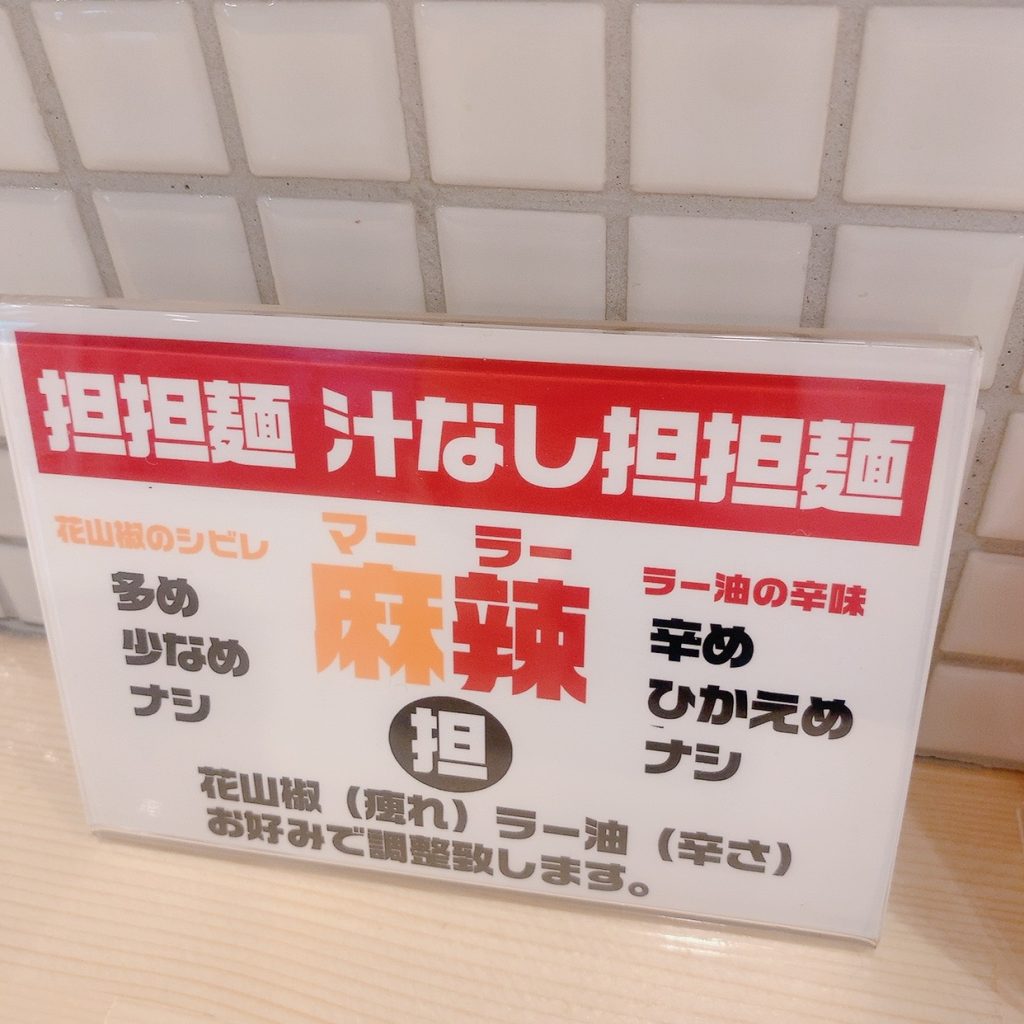 担担麺 汁なし担担麺
花山椒のシビレ
多め
少なめ
ナシ
マー ラー
麻辣
担
ラー油の辛味
辛め
ひかえめ
ナシ
花山椒（痺れ）ラー油（辛さ）
お好みで調整致します。